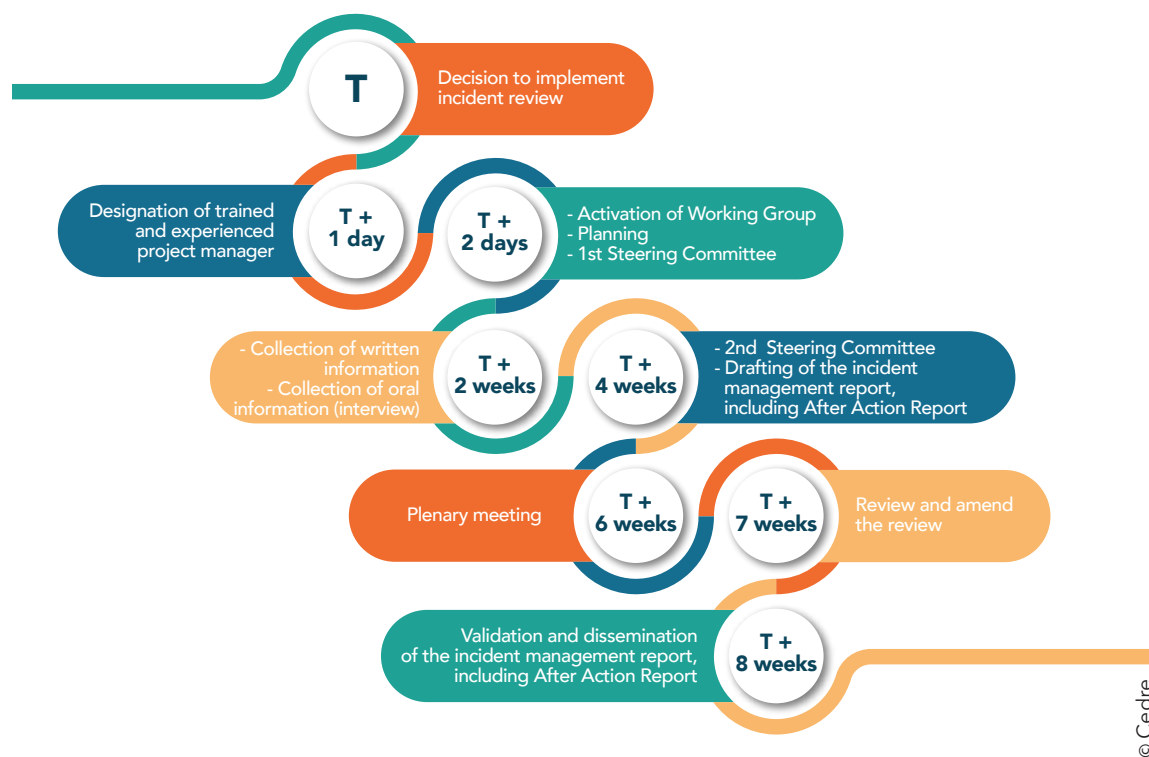 T
Decision to implement
incident review
Designation of trained
and experienced
project manager
T +
1 day
T +
2 days
- Activation of Working Group
- Planning
- 1st Steering Committee
- Collection of written
information
- Collection of oral
information (interview)
T +
2 weeks
T +
4 weeks
- 2nd  Steering Committee
- Drafting of the incident
management report,
including After Action Report
Plenary meeting
T +
6 weeks
T +
7 weeks
Review and amend
the review
Validation and dissemination
of the incident management report,
including After Action Report
T +
8 weeks
© Cedre